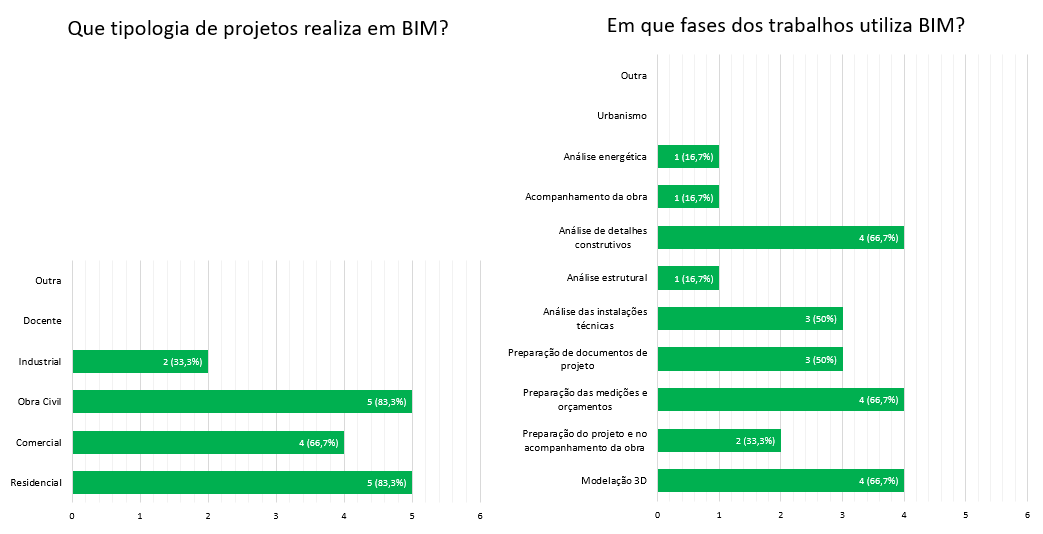 Que tipologia de projetos realiza em BIM?
Outra
Docente
Industrial
2 (33,3%)
Obra Civil
5 (83,3%)
Comercial
4 (66,7%)
Residencial
5 (83,3%)
0 1 2 3 4 5 6
Em que fases dos trabalhos utiliza BIM?
Outra
Urbanismo
Análise energética
1 (16,7%)
Acompanhamento da obra
1 (16,7%)
Análise de detalhes
construtivos
4 (66,7%)
Análise estrutural
1 (16,7%)
Análise das instalações
técnicas
3 (50%)
Preparação de documentos de
projeto
3 (50%)
Preparação das medições e
orçamentos
4 (66,7%)
Preparação do projeto e no
acompanhamento da obra
2 (33,3%)
Modelação 3D
4 (66,7%)
0 1 2 3 4 5 6